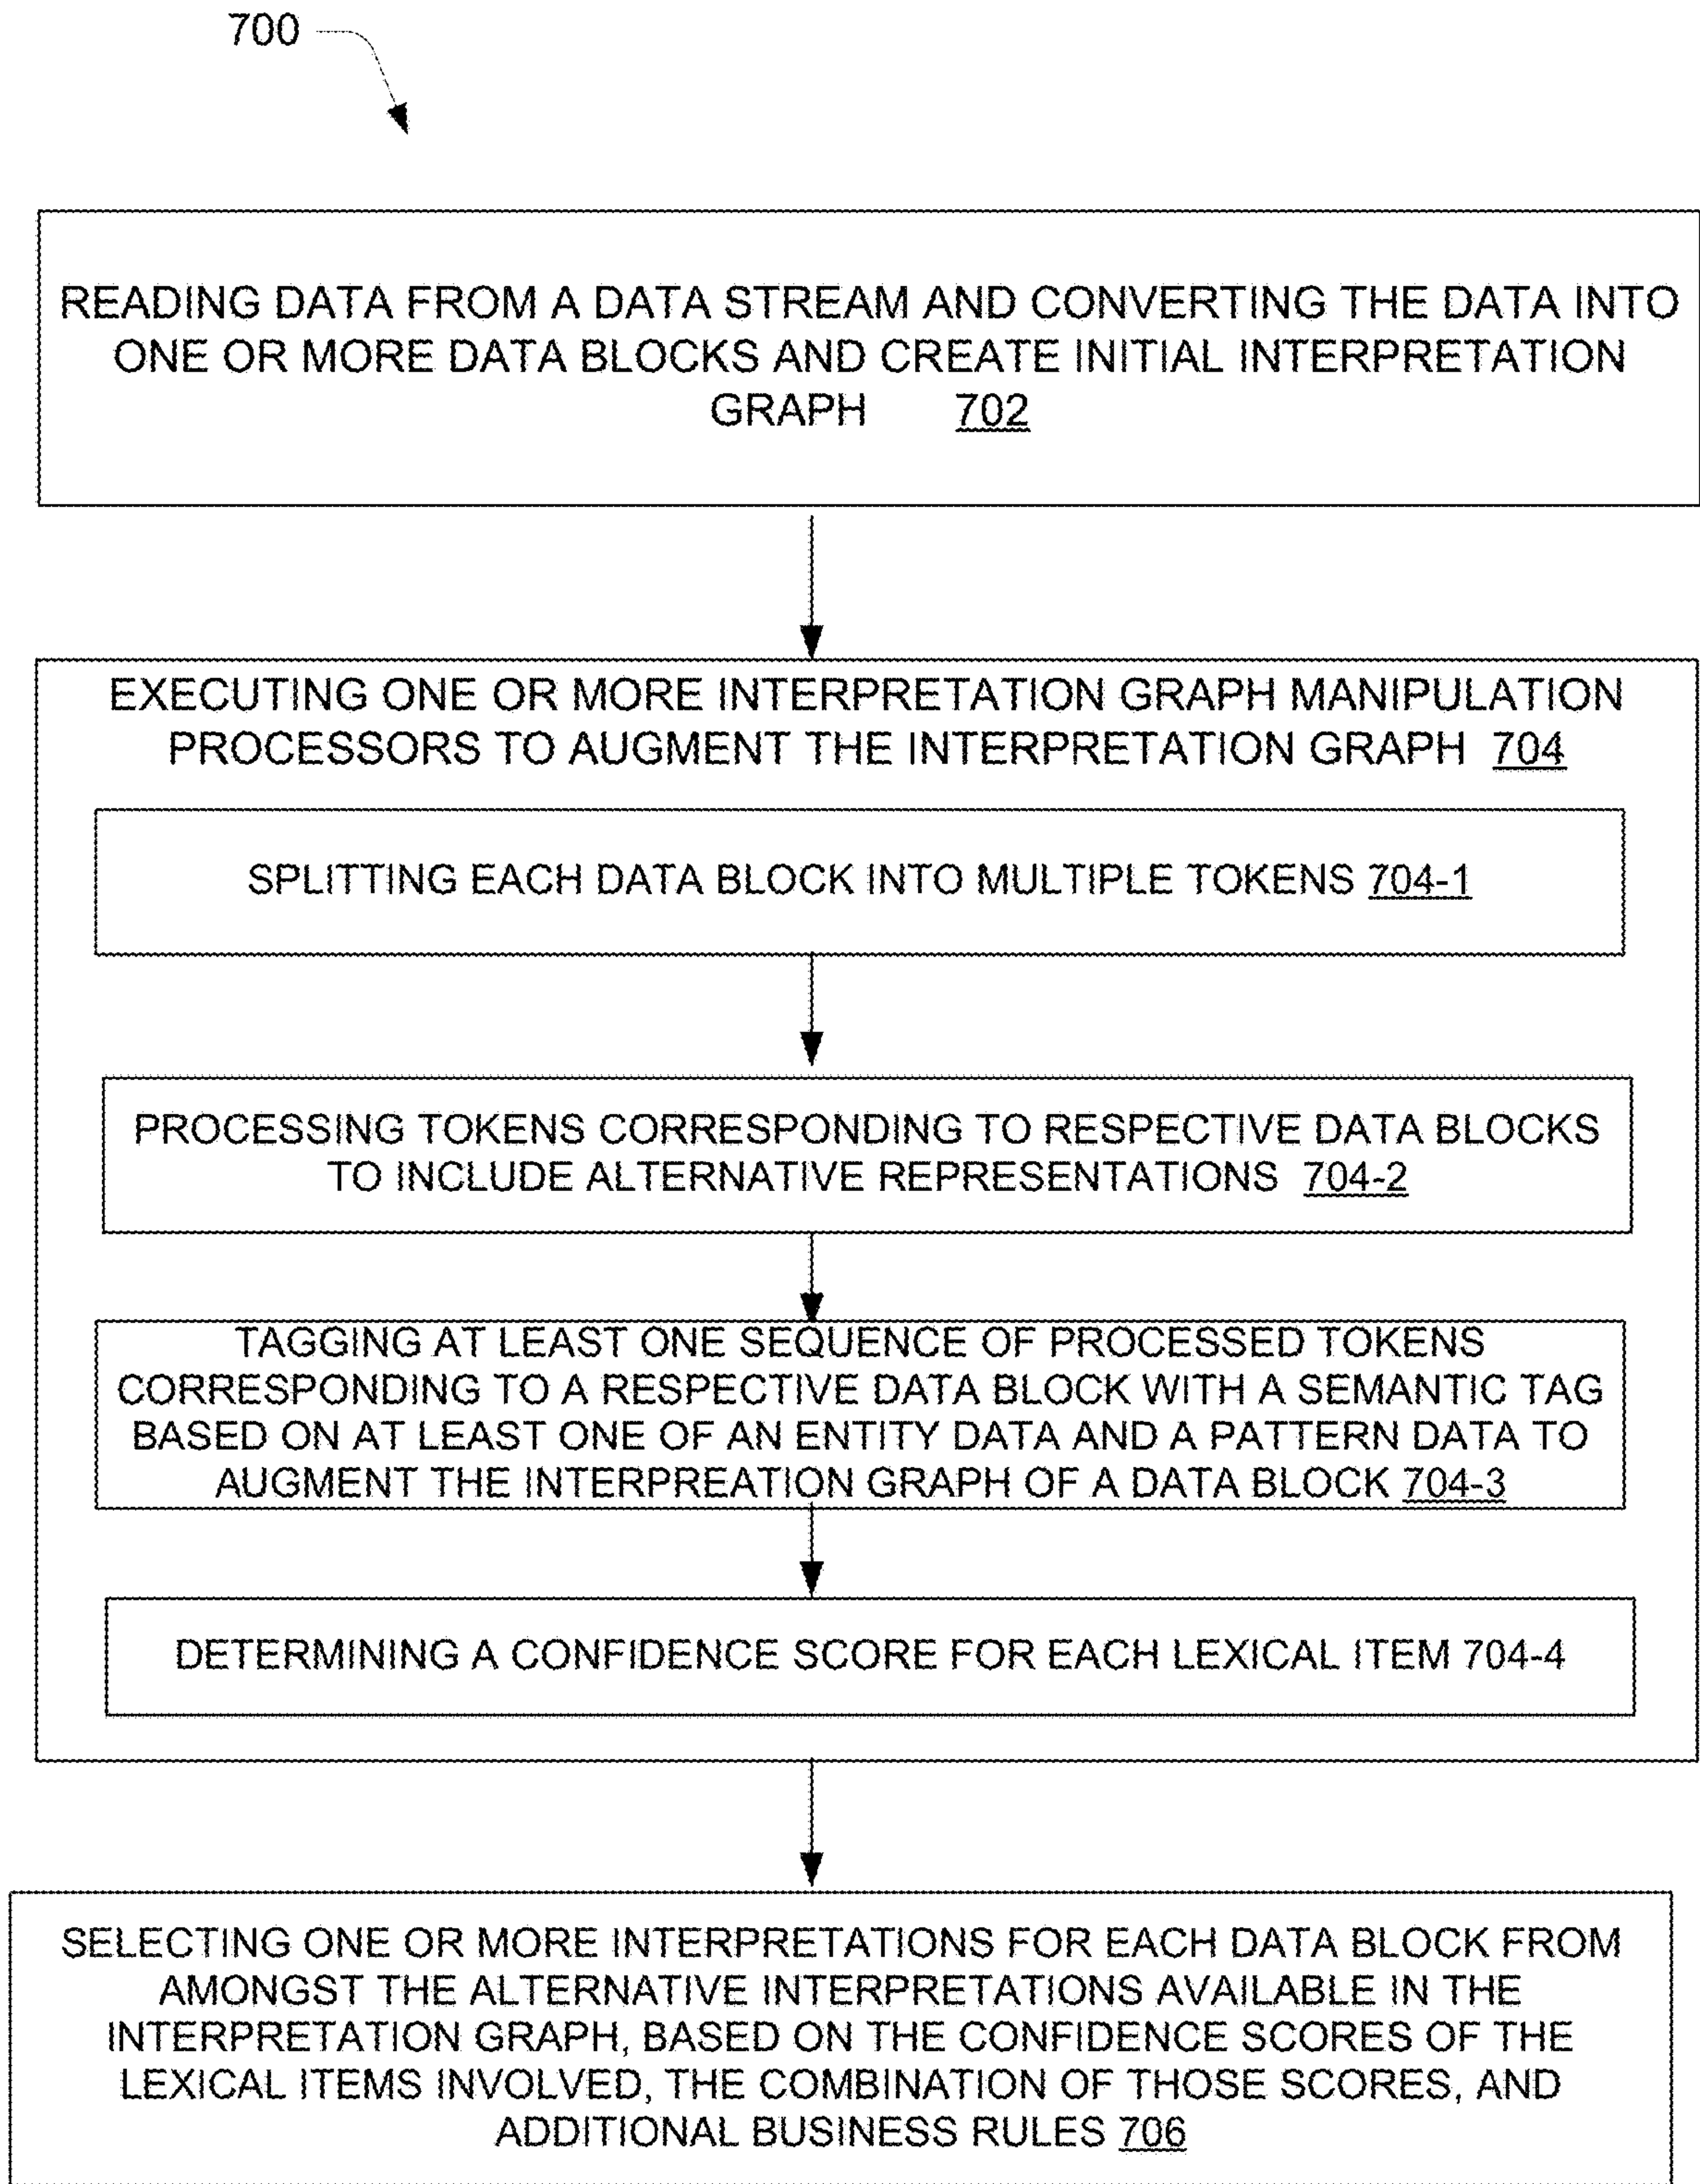 700
READING DATA FROM A DATA STREAM AND CONVERTING THE DATA INTO
ONE OR MORE DATA BLOCKS AND CREATE INITIAL INTERPRETATION
GRAPH 702
EXECUTING ONE OR MORE INTERPRETATION GRAPH MANIPULATION
PROCESSORS TO AUGMENT THE INTERPRETATION GRAPH 704
SPLITTING EACH DATA BLOCK INTO MULTIPLE TOKENS 704-1
PROCESSING TOKENS CORRESPONDING TO RESPECTIVE DATA BLOCKS
TO INCLUDE ALTERNATIVE REPRESENTATIONS 704-2
TAGGING AT LEAST ONE SEQUENCE OF PROCESSED TOKENS
CORRESPONDING TO A RESPECTIVE DATA BLOCK WITH A SEMANTIC TAG
BASED ON AT LEAST ONE OF AN ENTITY DATA AND A PATTERN DATA TO
AUGMENT THE INTERPREATION GRAPH OF A DATA BLOCK 704-3
DETERMINING A CONFIDENCE SCORE FOR EACH LEXICAL ITEM 704-4
SELECTING ONE OR MORE INTERPRETATIONS FOR EACH DATA BLOCK FROM
AMONGST THE ALTERNATIVE INTERPRETATIONS AVAILABLE IN THE
INTERPRETATION GRAPH, BASED ON THE CONFIDENCE SCORES OF THE
LEXICAL ITEMS INVOLVED, THE COMBINATION OF THOSE SCORES, AND
ADDITIONAL BUSINESS RULES 706